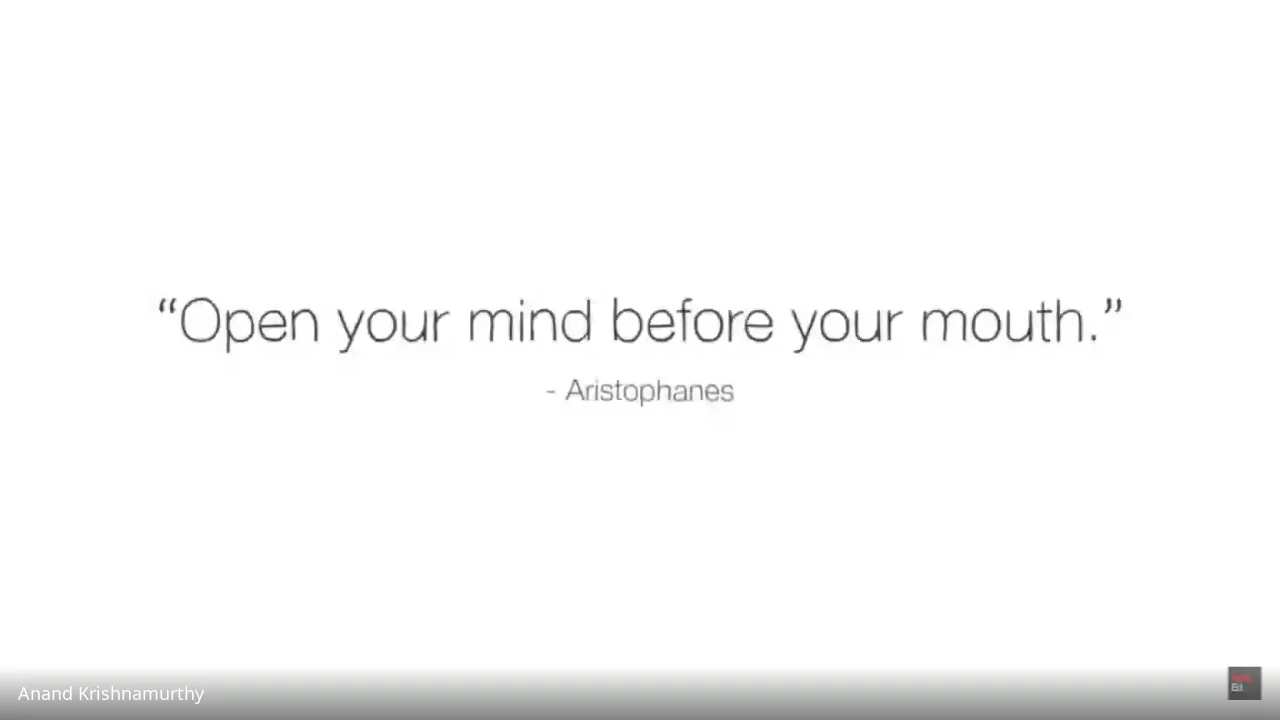 “Open your mind before your mouth.”
- Aristophanes
Anand Krishnamurthy